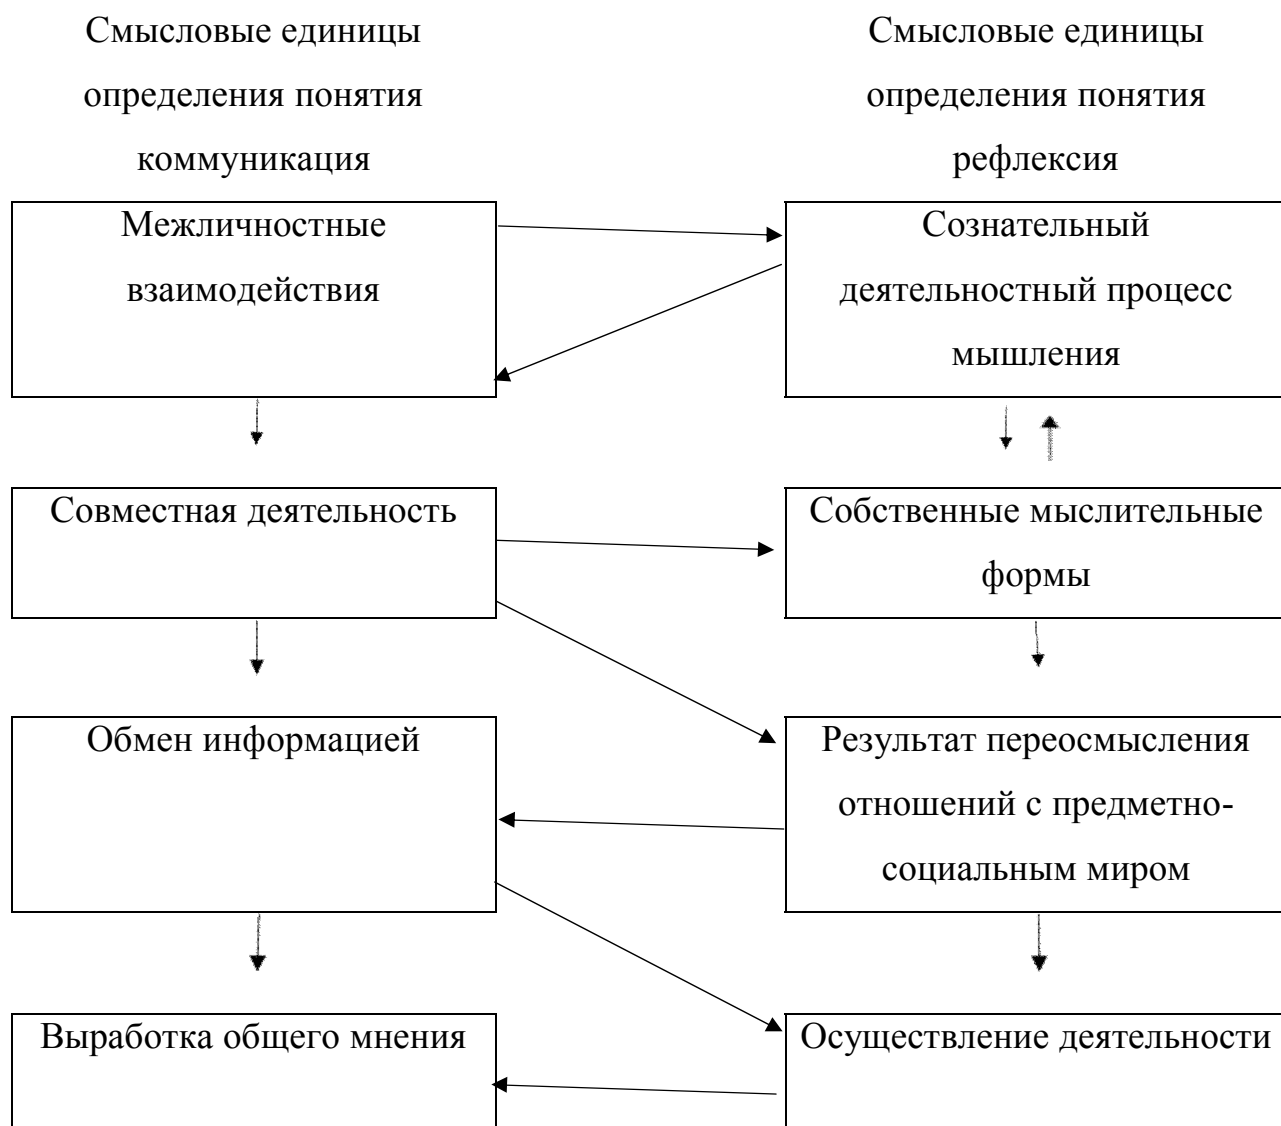 Смысловые единицы
определения понятия
коммуникация
Смысловые единицы
определения понятия
рефлексия
Межличностные
взаимодействия
Сознательный
деятельностный процесс
мышления
Совместная деятельность
Собственные мыслительные
формы
Обмен информацией
Результат переосмысления
отношений с предметно-
социальным миром
Выработка общего мнения
Осуществление деятельности